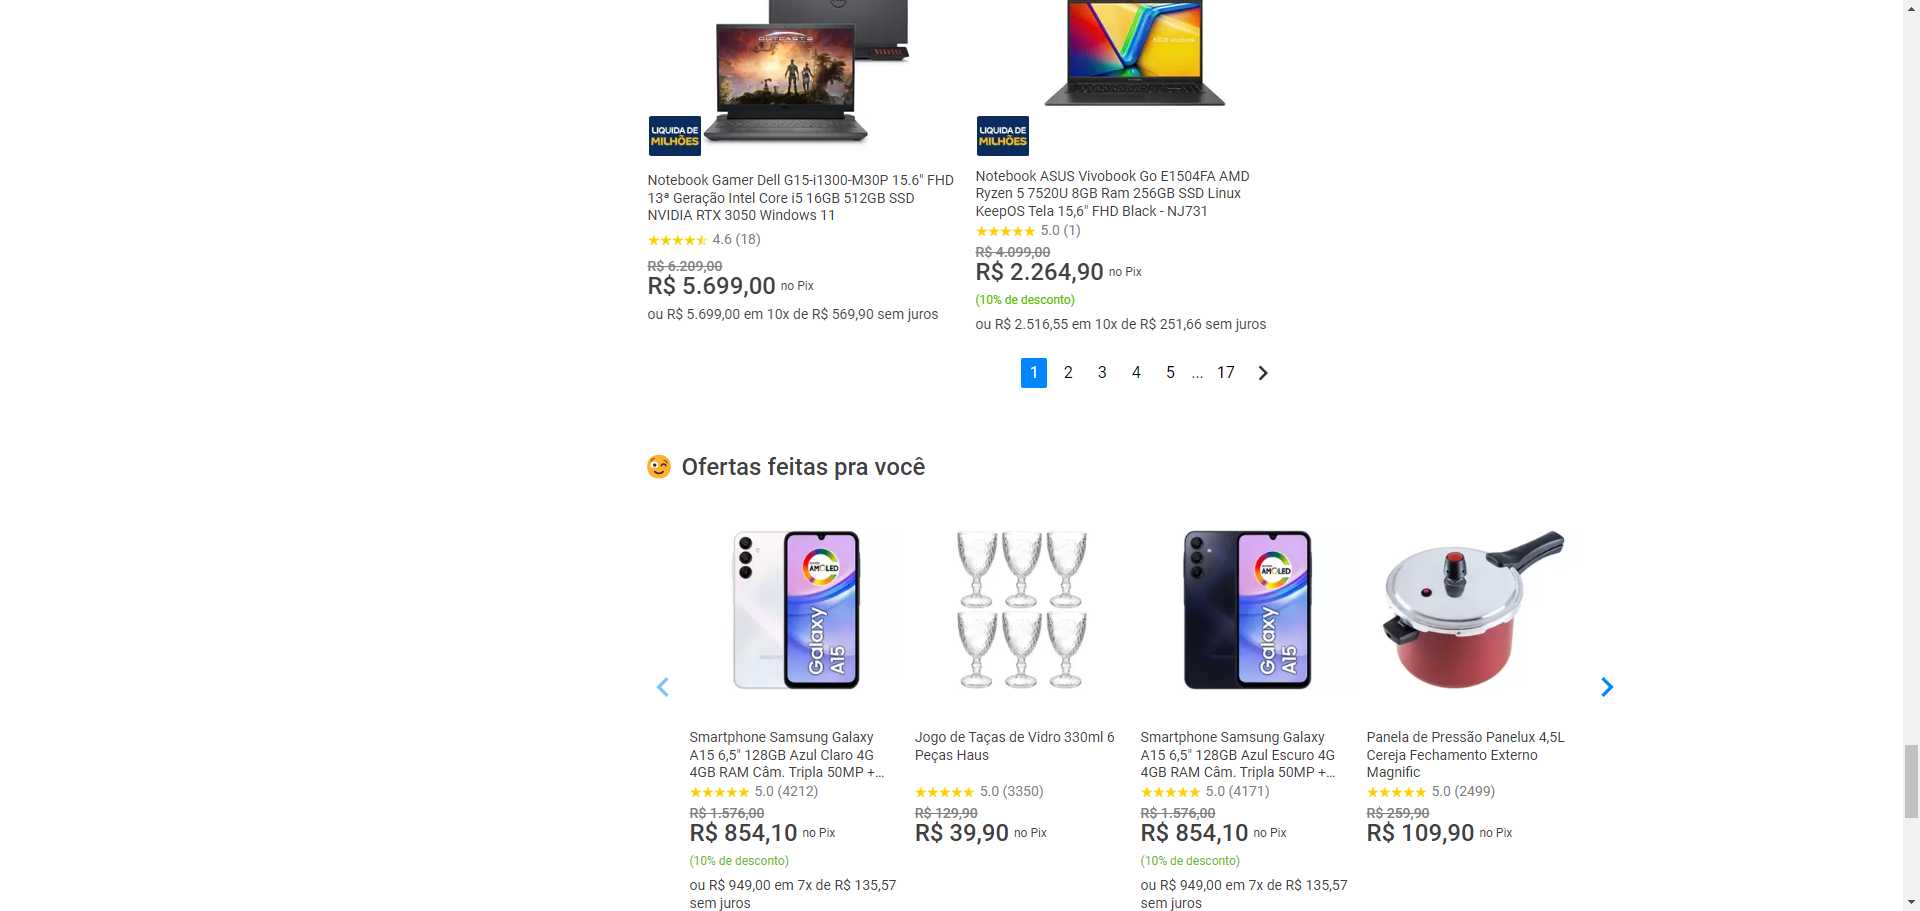 LIQUIDA DE
MILHÕES
Notebook Gamer Dell G15-i1300-M30P 15.6" FHD
13ª Geração Intel Core i5 16GB 512GB SSD
NVIDIA RTX 3050 Windows 11
4.6 (18)
R$ 6.209,00
R$ 5.699,00 no Pix
ou R$ 5.699,00 em 10x de R$ 569,90 sem juros
LIQUIDA DE
MILHÕES
Notebook ASUS Vivobook Go E1504FA AMD
Ryzen 5 7520U 8GB Ram 256GB SSD Linux
KeepOS Tela 15,6" FHD Black - NJ731
5.0 (1)
R$ 4.099,00
R$ 2.264,90 no Pix
(10% de desconto)
ou R$ 2.516,55 em 10x de R$ 251,66 sem juros
1 2 3 4 5 ... 17
Ofertas feitas pra você
AMOLED
Galaxy
A15
Smartphone Samsung Galaxy
A15 6,5" 128GB Azul Claro 4G
4GB RAM Câm. Tripla 50MP +...
5.0 (4212)
R$ 1.576,00
R$ 854,10 no Pix
(10% de desconto)
ou R$ 949,00 em 7x de R$ 135,57
sem juros
Jogo de Taças de Vidro 330ml 6
Peças Haus
5.0 (3350)
R$ 129,90
R$ 39,90 no Pix
AMOLED
Galaxy
A15
Smartphone Samsung Galaxy
A15 6,5" 128GB Azul Escuro 4G
4GB RAM Câm. Tripla 50MP +...
5.0 (4171)
R$ 1.576,00
R$ 854,10 no Pix
(10% de desconto)
ou R$ 949,00 em 7x de R$ 135,57
sem juros
Panela de Pressão Panelux 4,5L
Cereja Fechamento Externo
Magnific
5.0 (2499)
R$ 259,90
R$ 109,90 no Pix